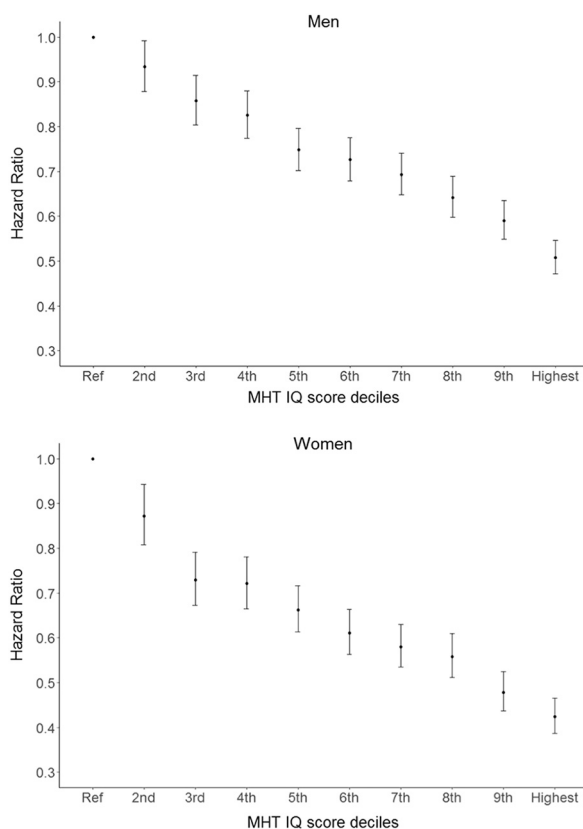 Men
1.0
0.9
0.8
0.7
0.6
0.5
0.4
0.3
Hazard Ratio
Ref 2nd 3rd 4th 5th 6th 7th 8th 9th Highest
MHT IQ score deciles
Women
1.0
0.9
0.8
0.7
0.6
0.5
0.4
0.3
Hazard Ratio
Ref 2nd 3rd 4th 5th 6th 7th 8th 9th Highest
MHT IQ score deciles